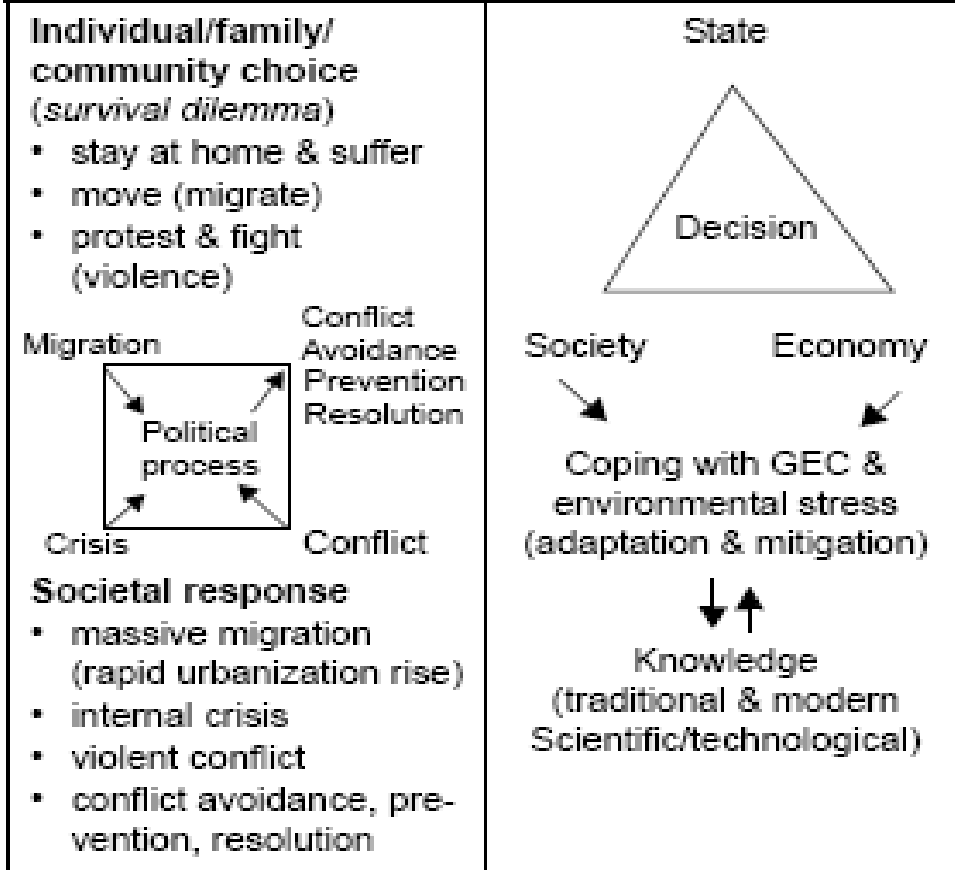 Individual/family/
community choice
(survival dilemma)
• stay at home & suffer
• move (migrate)
• protest & fight
(violence)
Migration
Conflict
Avoidance
Prevention
Resolution
Political
process
Crisis
Conflict
Societal response
• massive migration
(rapid urbanization rise)
• internal crisis
• violent conflict
• conflict avoidance, pre-
vention, resolution
State
Decision
Society
Economy
Coping with GEC &
environmental stress
(adaptation & mitigation)
Knowledge
(traditional & modern
Scientific/technological)